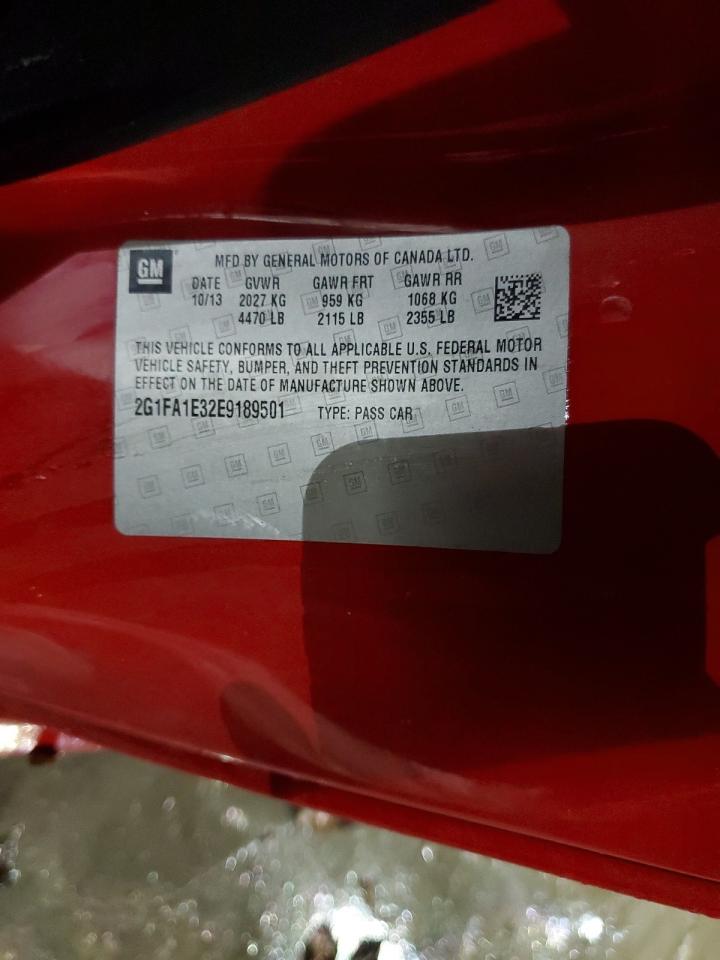 GM
MFD BY GENERAL MOTORS OF CANADA LTD.
DATE GVWR GAWR FRT GAWR RR
10/13 2027 KG 959 KG 1068 KG
4470 LB 2115 LB 2355 LB
THIS VEHICLE CONFORMS TO ALL APPLICABLE U.S. FEDERAL MOTOR
VEHICLE SAFETY, BUMPER, AND THEFT PREVENTION STANDARDS IN
EFFECT ON THE DATE OF MANUFACTURE SHOWN ABOVE.
2G1FA1E32E9189501 TYPE: PASS CAR